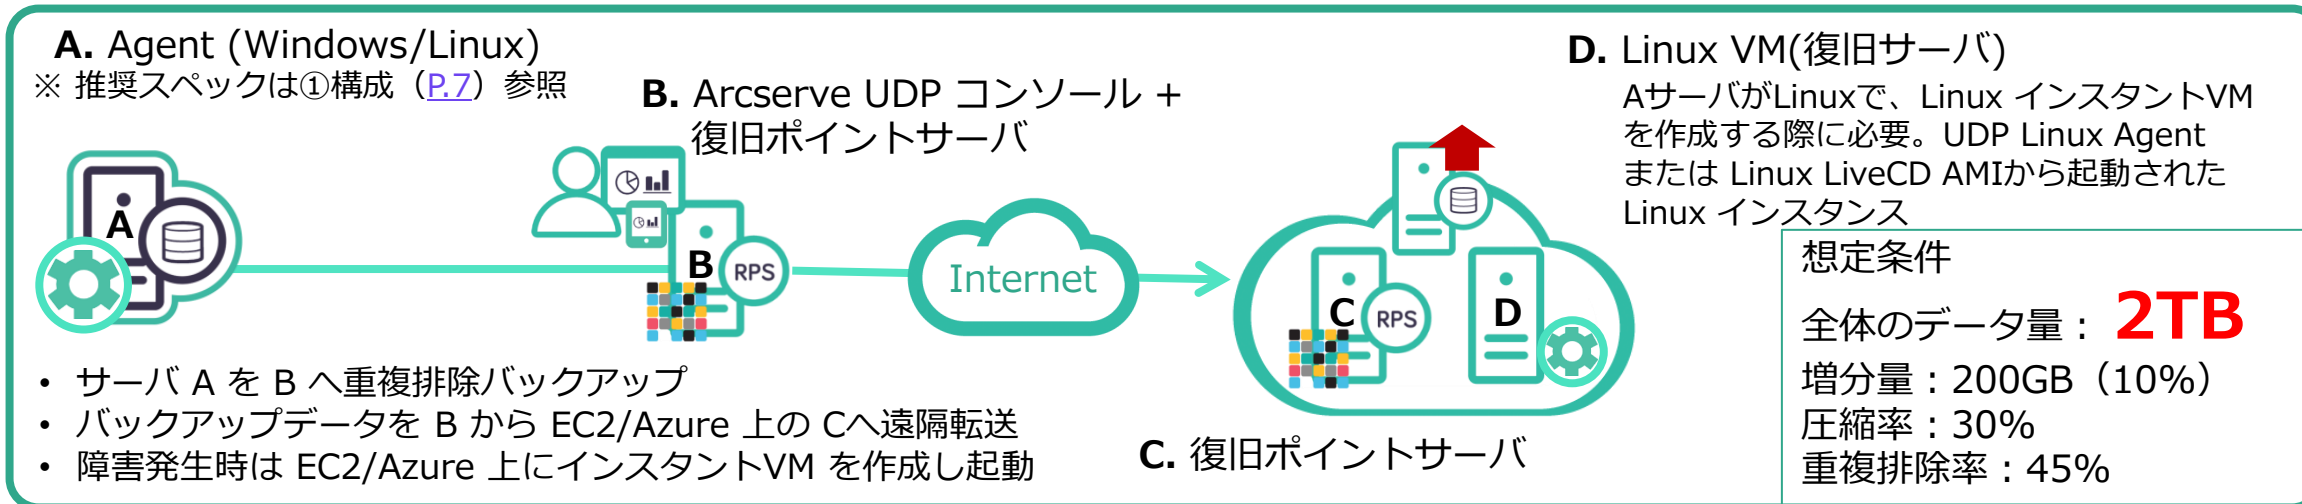 A. Agent (Windows/Linux)
※ 推奨スペックは①構成（P.7）参照
B. Arcserve UDP コンソール +
復旧ポイントサーバ
D. Linux VM(復旧サーバ)
AサーバがLinuxで、Linux インスタントVM
を作成する際に必要。UDP Linux Agent
または Linux LiveCD AMIから起動された
Linux インスタンス
A
B
RPS
Internet
C
RPS
D
• サーバ A を B へ重複排除バックアップ
• バックアップデータを B から EC2/Azure 上の Cへ遠隔転送
• 障害発生時は EC2/Azure 上にインスタントVM を作成し起動
C. 復旧ポイントサーバ
想定条件
全体のデータ量： 2TB
増分量：200GB（10%）
圧縮率：30%
重複排除率：45%